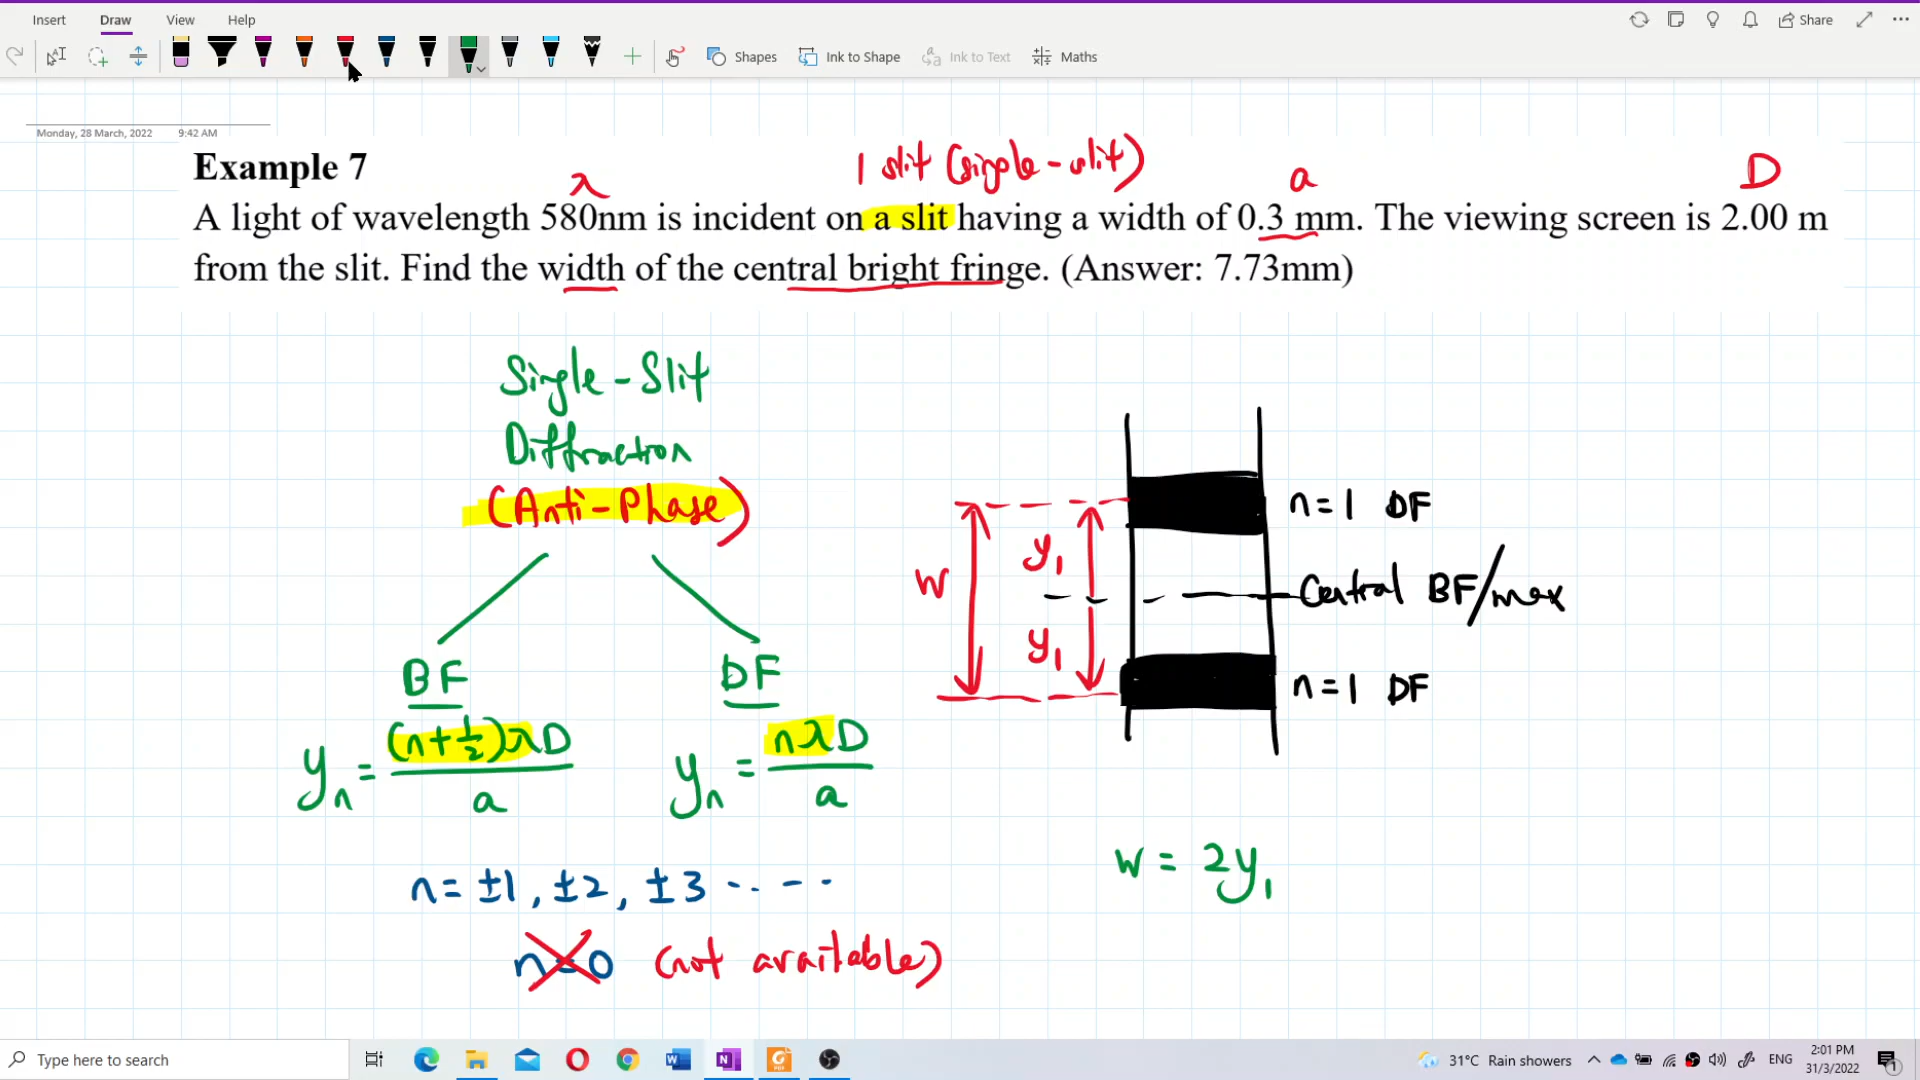 Insert Draw View Help
Share
Shapes Ink to Shape Ink to Text Maths
Monday, 28 March, 2022 9:42 AM
Example 7
1 slit (single-slit)
λ a D
A light of wavelength 580nm is incident on a slit having a width of 0.3 mm. The viewing screen is 2.00 m
from the slit. Find the width of the central bright fringe. (Answer: 7.73mm)
Single-Slit
Diffraction
(Anti-Phase)
BF
yₙ = (n+½)λD / a
DF
yₙ = nλD / a
n = ±1, ±2, ±3 .. --
n=0 (not available)
n=1 DF
W y₁
Central BF/max
y₁
n=1 DF
W = 2y₁
Type here to search
31°C Rain showers
ENG
2:01 PM
31/3/2022
1